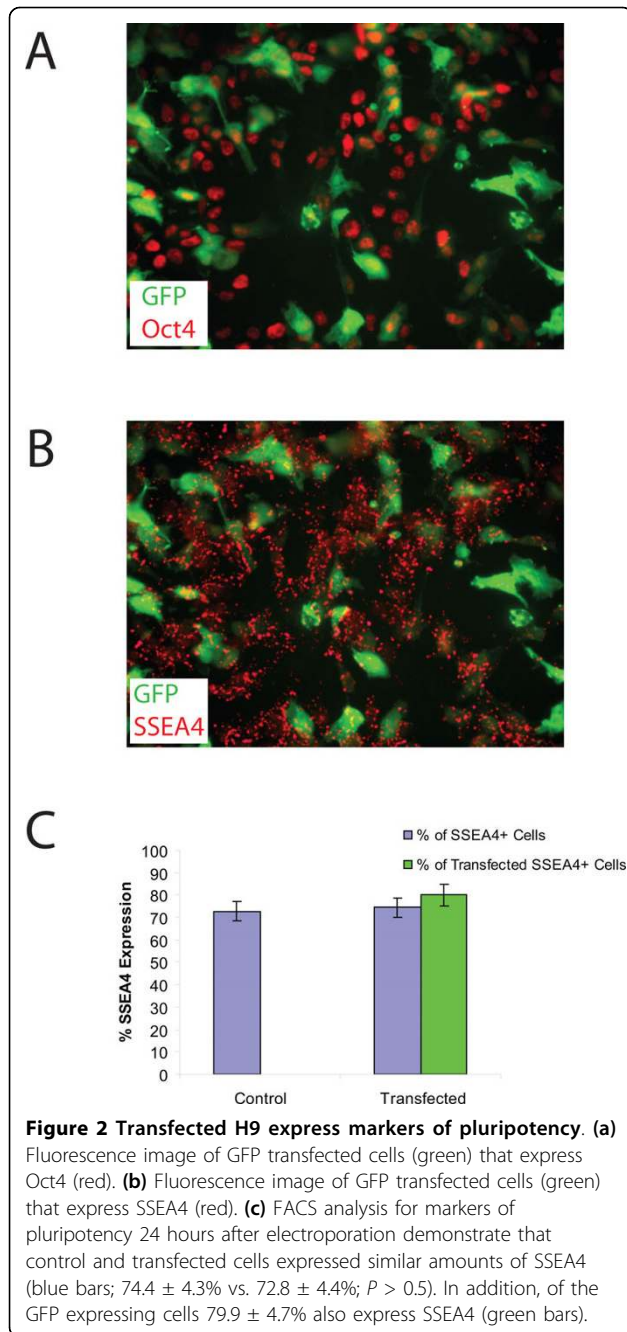 A
GFP
Oct4
B
GFP
SSEA4
C
% of SSEA4+ Cells
% of Transfected SSEA4+ Cells
% SSEA4 Expression
100
90
80
70
60
50
40
30
20
10
0
Control
Transfected
Figure 2 Transfected H9 express markers of pluripotency. (a)
Fluorescence image of GFP transfected cells (green) that express
Oct4 (red). (b) Fluorescence image of GFP transfected cells (green)
that express SSEA4 (red). (c) FACS analysis for markers of
pluripotency 24 hours after electroporation demonstrate that
control and transfected cells expressed similar amounts of SSEA4
(blue bars; 74.4 ± 4.3% vs. 72.8 ± 4.4%; P > 0.5). In addition, of the
GFP expressing cells 79.9 ± 4.7% also express SSEA4 (green bars).